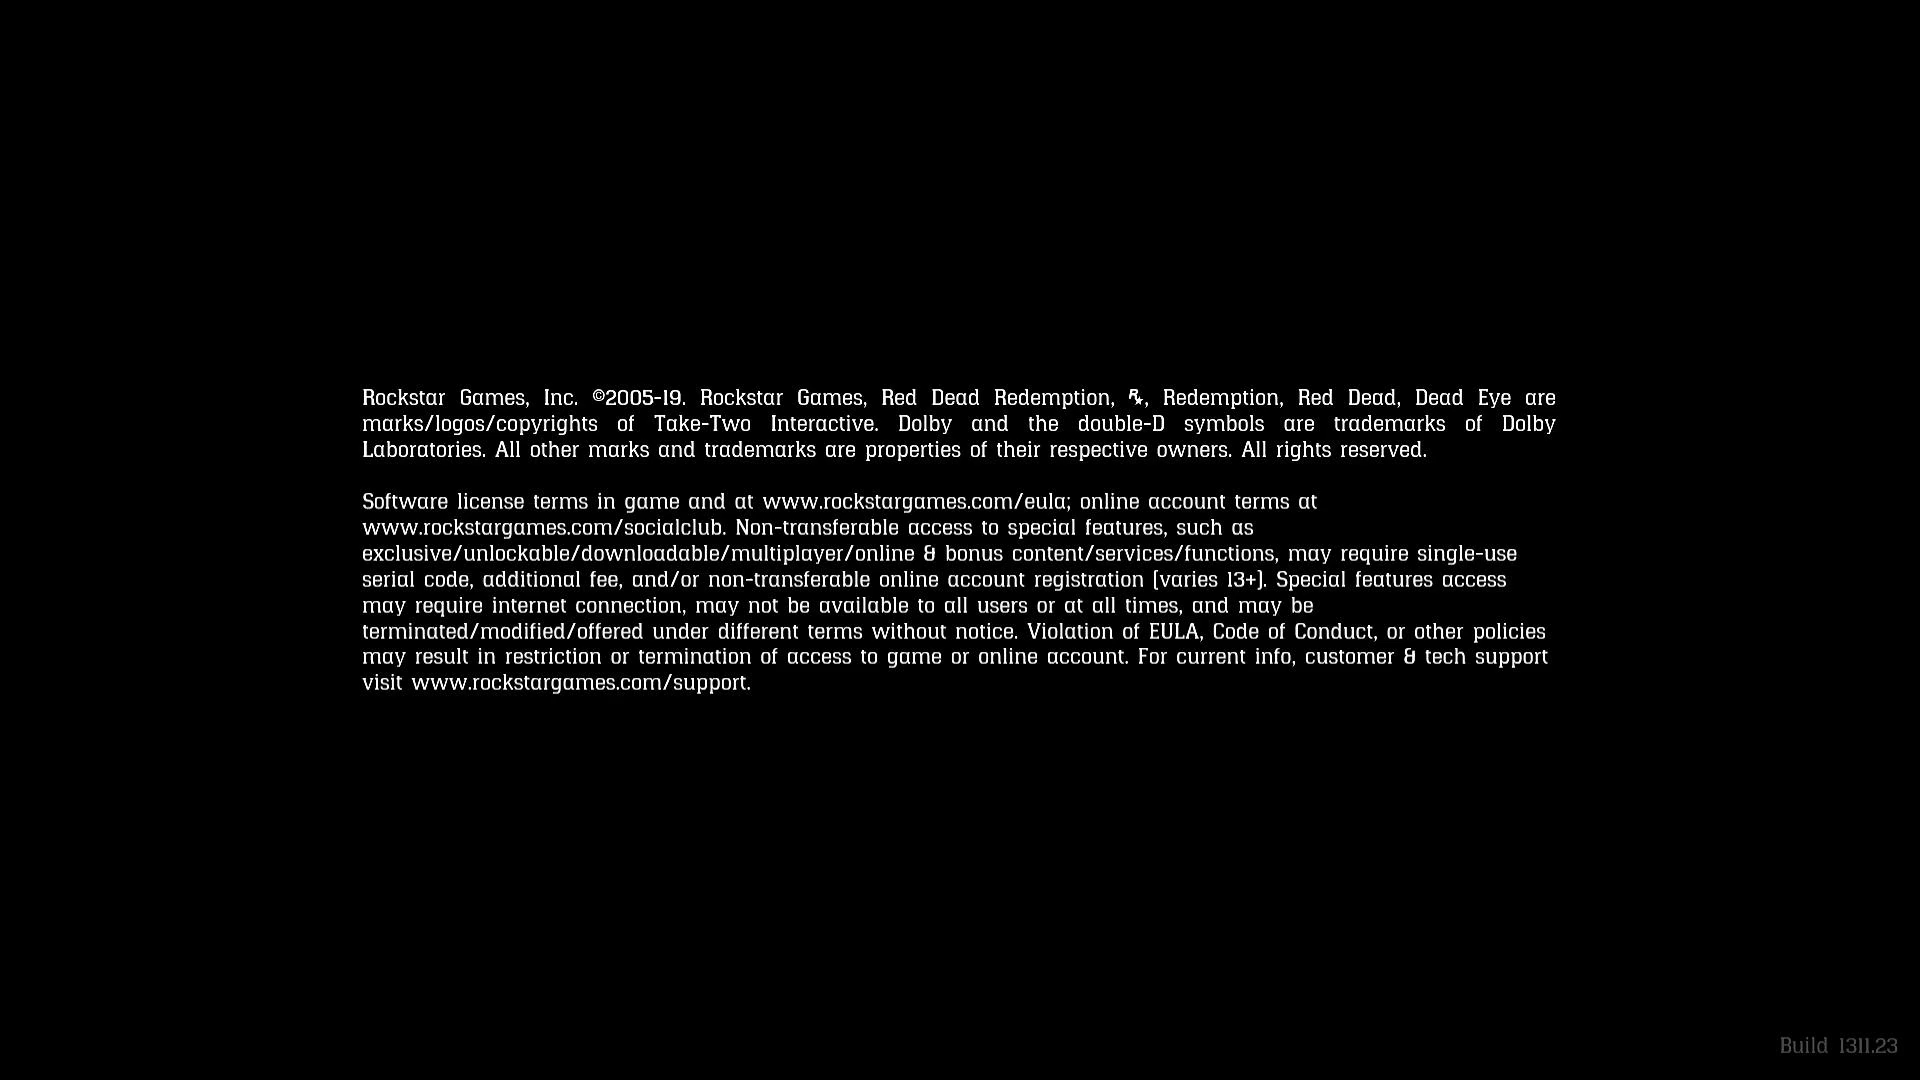 Rockstar Games, Inc. ©2005-19. Rockstar Games, Red Dead Redemption, R★, Redemption, Red Dead, Dead Eye are
marks/logos/copyrights of Take-Two Interactive. Dolby and the double-D symbols are trademarks of Dolby
Laboratories. All other marks and trademarks are properties of their respective owners. All rights reserved.
Software license terms in game and at www.rockstargames.com/eula; online account terms at
www.rockstargames.com/socialclub. Non-transferable access to special features, such as
exclusive/unlockable/downloadable/multiplayer/online & bonus content/services/functions, may require single-use
serial code, additional fee, and/or non-transferable online account registration (varies 13+). Special features access
may require internet connection, may not be available to all users or at all times, and may be
terminated/modified/offered under different terms without notice. Violation of EULA, Code of Conduct, or other policies
may result in restriction or termination of access to game or online account. For current info, customer & tech support
visit www.rockstargames.com/support.
Build 1311.23